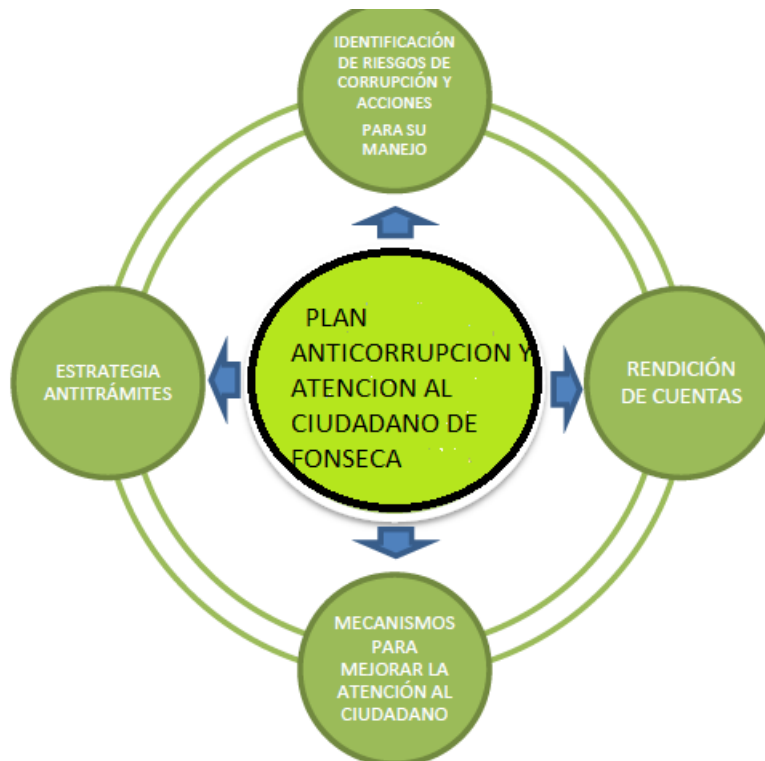 IDENTIFICACIÓN
DE RIESGOS DE
CORRUPCIÓN Y
ACCIONES
PARA SU
MANEJO
PLAN
ANTICORRUPCION Y
ATENCION AL
CIUDADANO DE
FONSECA
ESTRATEGIA
ANTITRÁMITES
RENDICIÓN
DE CUENTAS
MECANISMOS
PARA
MEJORAR LA
ATENCIÓN AL
CIUDADANO